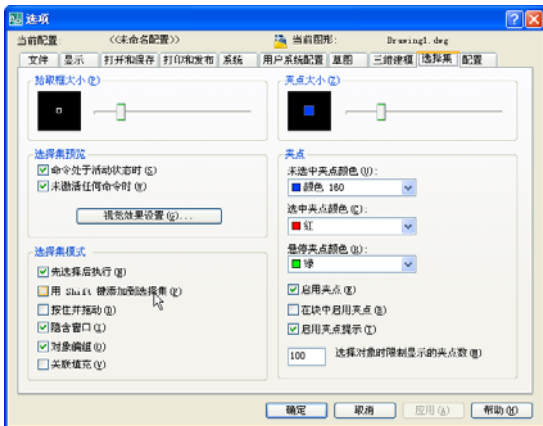 选项
当前配置: <<未命名配置>> 当前图形: Drawing1.dwg
文件 显示 打开和保存 打印和发布 系统 用户系统配置 草图 三维建模 选择集 配置
拾取框大小(P)
夹点大小(Z)
选择集预览
命令处于活动状态时(S)
未激活任何命令时(W)
视觉效果设置(G)...
选择集模式
先选择后执行(N)
用 Shift 键添加到选择集(F)
按住并拖动(D)
隐含窗口(I)
对象编组(O)
关联填充(V)
夹点
未选中夹点颜色(U):
颜色 160
选中夹点颜色(C):
红
悬停夹点颜色(R):
绿
启用夹点(E)
在块中启用夹点(B)
启用夹点提示(T)
100 选择对象时限制显示的夹点数(M)
确定 取消 应用(A) 帮助(H)